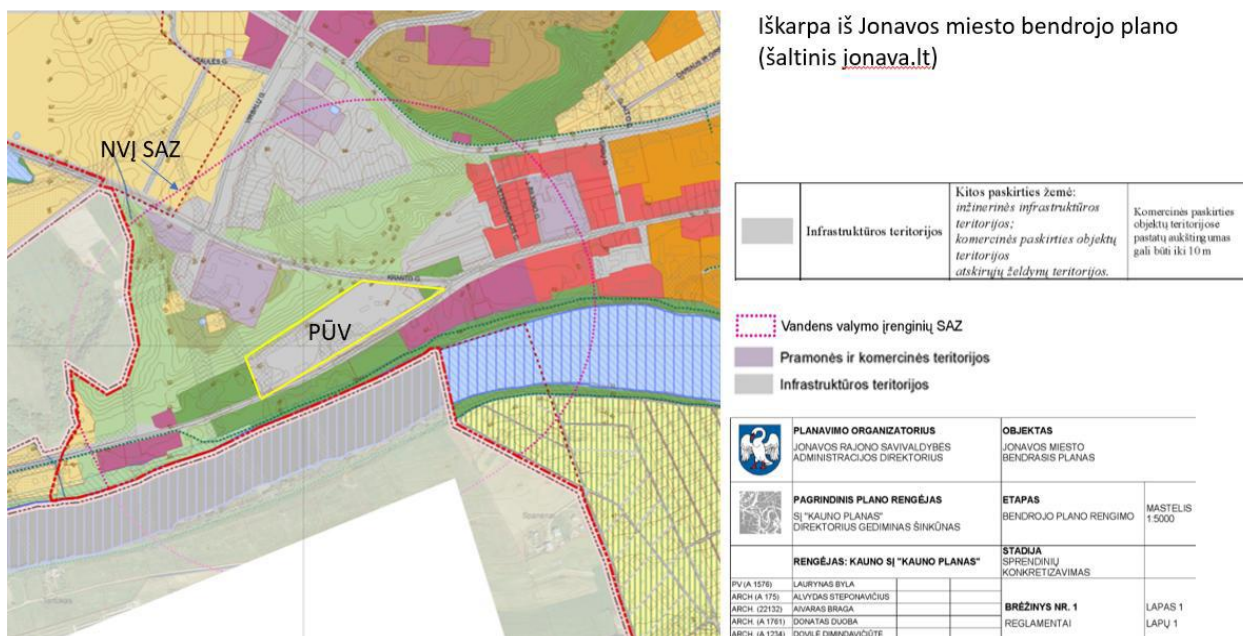 Iškarpa iš Jonavos miesto bendrojo plano
(šaltinis jonava.lt)
NVĮ SAZ
PŪV
KRANTO G.
Infrastruktūros teritorijos
Kitos paskirties žemė:
inžinerinės infrastruktūros
teritorijos;
komercinės paskirties objektų
teritorijos
atskirųjų želdynų teritorijos.
Komercinės paskirties
objektų teritorijose
pastatų aukštingumas
gali būti iki 10 m
Vandens valymo įrenginių SAZ
Pramonės ir komercinės teritorijos
Infrastruktūros teritorijos
PLANAVIMO ORGANIZATORIUS
JONAVOS RAJONO SAVIVALDYBĖS
ADMINISTRACIJOS DIREKTORIUS
OBJEKTAS
JONAVOS MIESTO
BENDRASIS PLANAS
PAGRINDINIS PLANO RENGĖJAS
SĮ "KAUNO PLANAS"
DIREKTORIUS GEDIMINAS ŠINKŪNAS
ETAPAS
BENDROJO PLANO RENGIMO
MASTELIS
1:5000
RENGĖJAS: KAUNO SĮ "KAUNO PLANAS"
STADIJA
SPRENDINIŲ
KONKRETIZAVIMAS
PV (A 1576) LAURYNAS BYLA
ARCH (A 175) ALVYDAS STEPONAVIČIUS
ARCH. (22132) AIVARAS BRAGA
ARCH. (A 1761) DONATAS DUOBA
ARCH. (A 1234) DOVILĖ DIMINDAVIČIŪTĖ
BRĖŽINYS NR. 1
REGLAMENTAI
LAPAS 1
LAPŲ 1